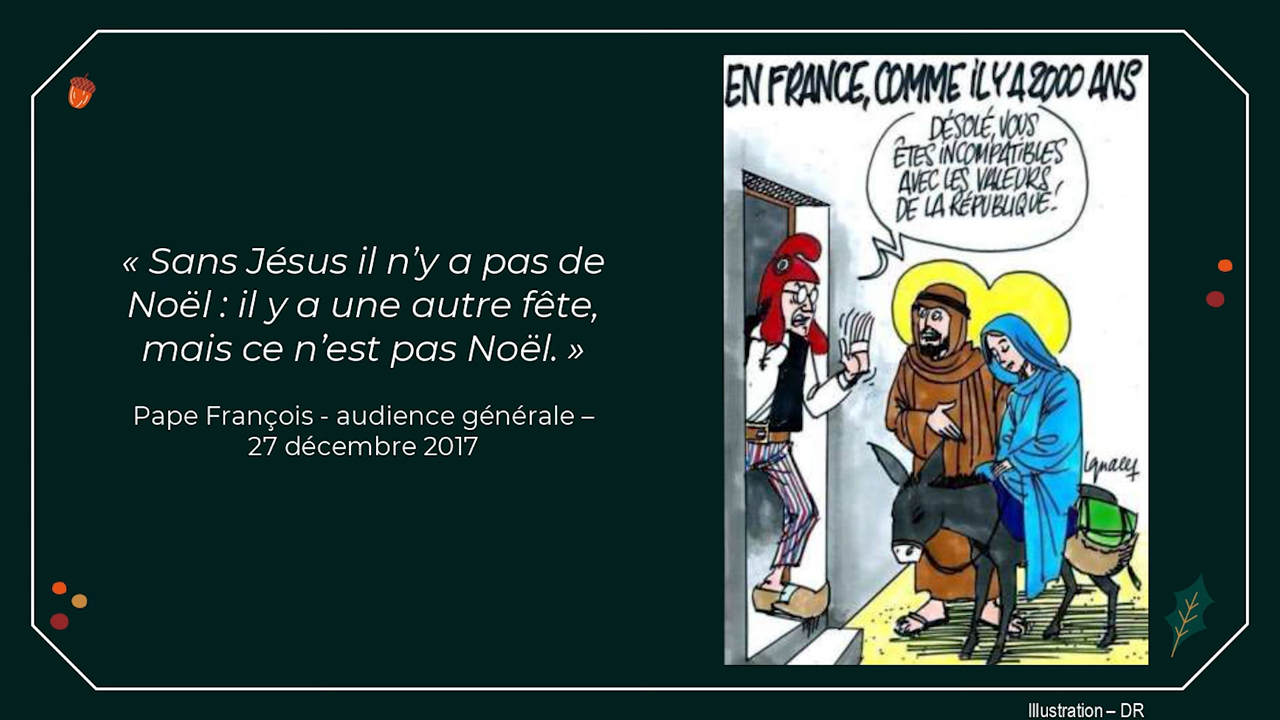 « Sans Jésus il n’y a pas de
Noël : il y a une autre fête,
mais ce n’est pas Noël. »
Pape François - audience générale –
27 décembre 2017
EN FRANCE, COMME IL Y A 2000 ANS
DÉSOLÉ, VOUS
ÊTES INCOMPATIBLES
AVEC LES VALEURS
DE LA RÉPUBLIQUE !
Ignace
Illustration – DR